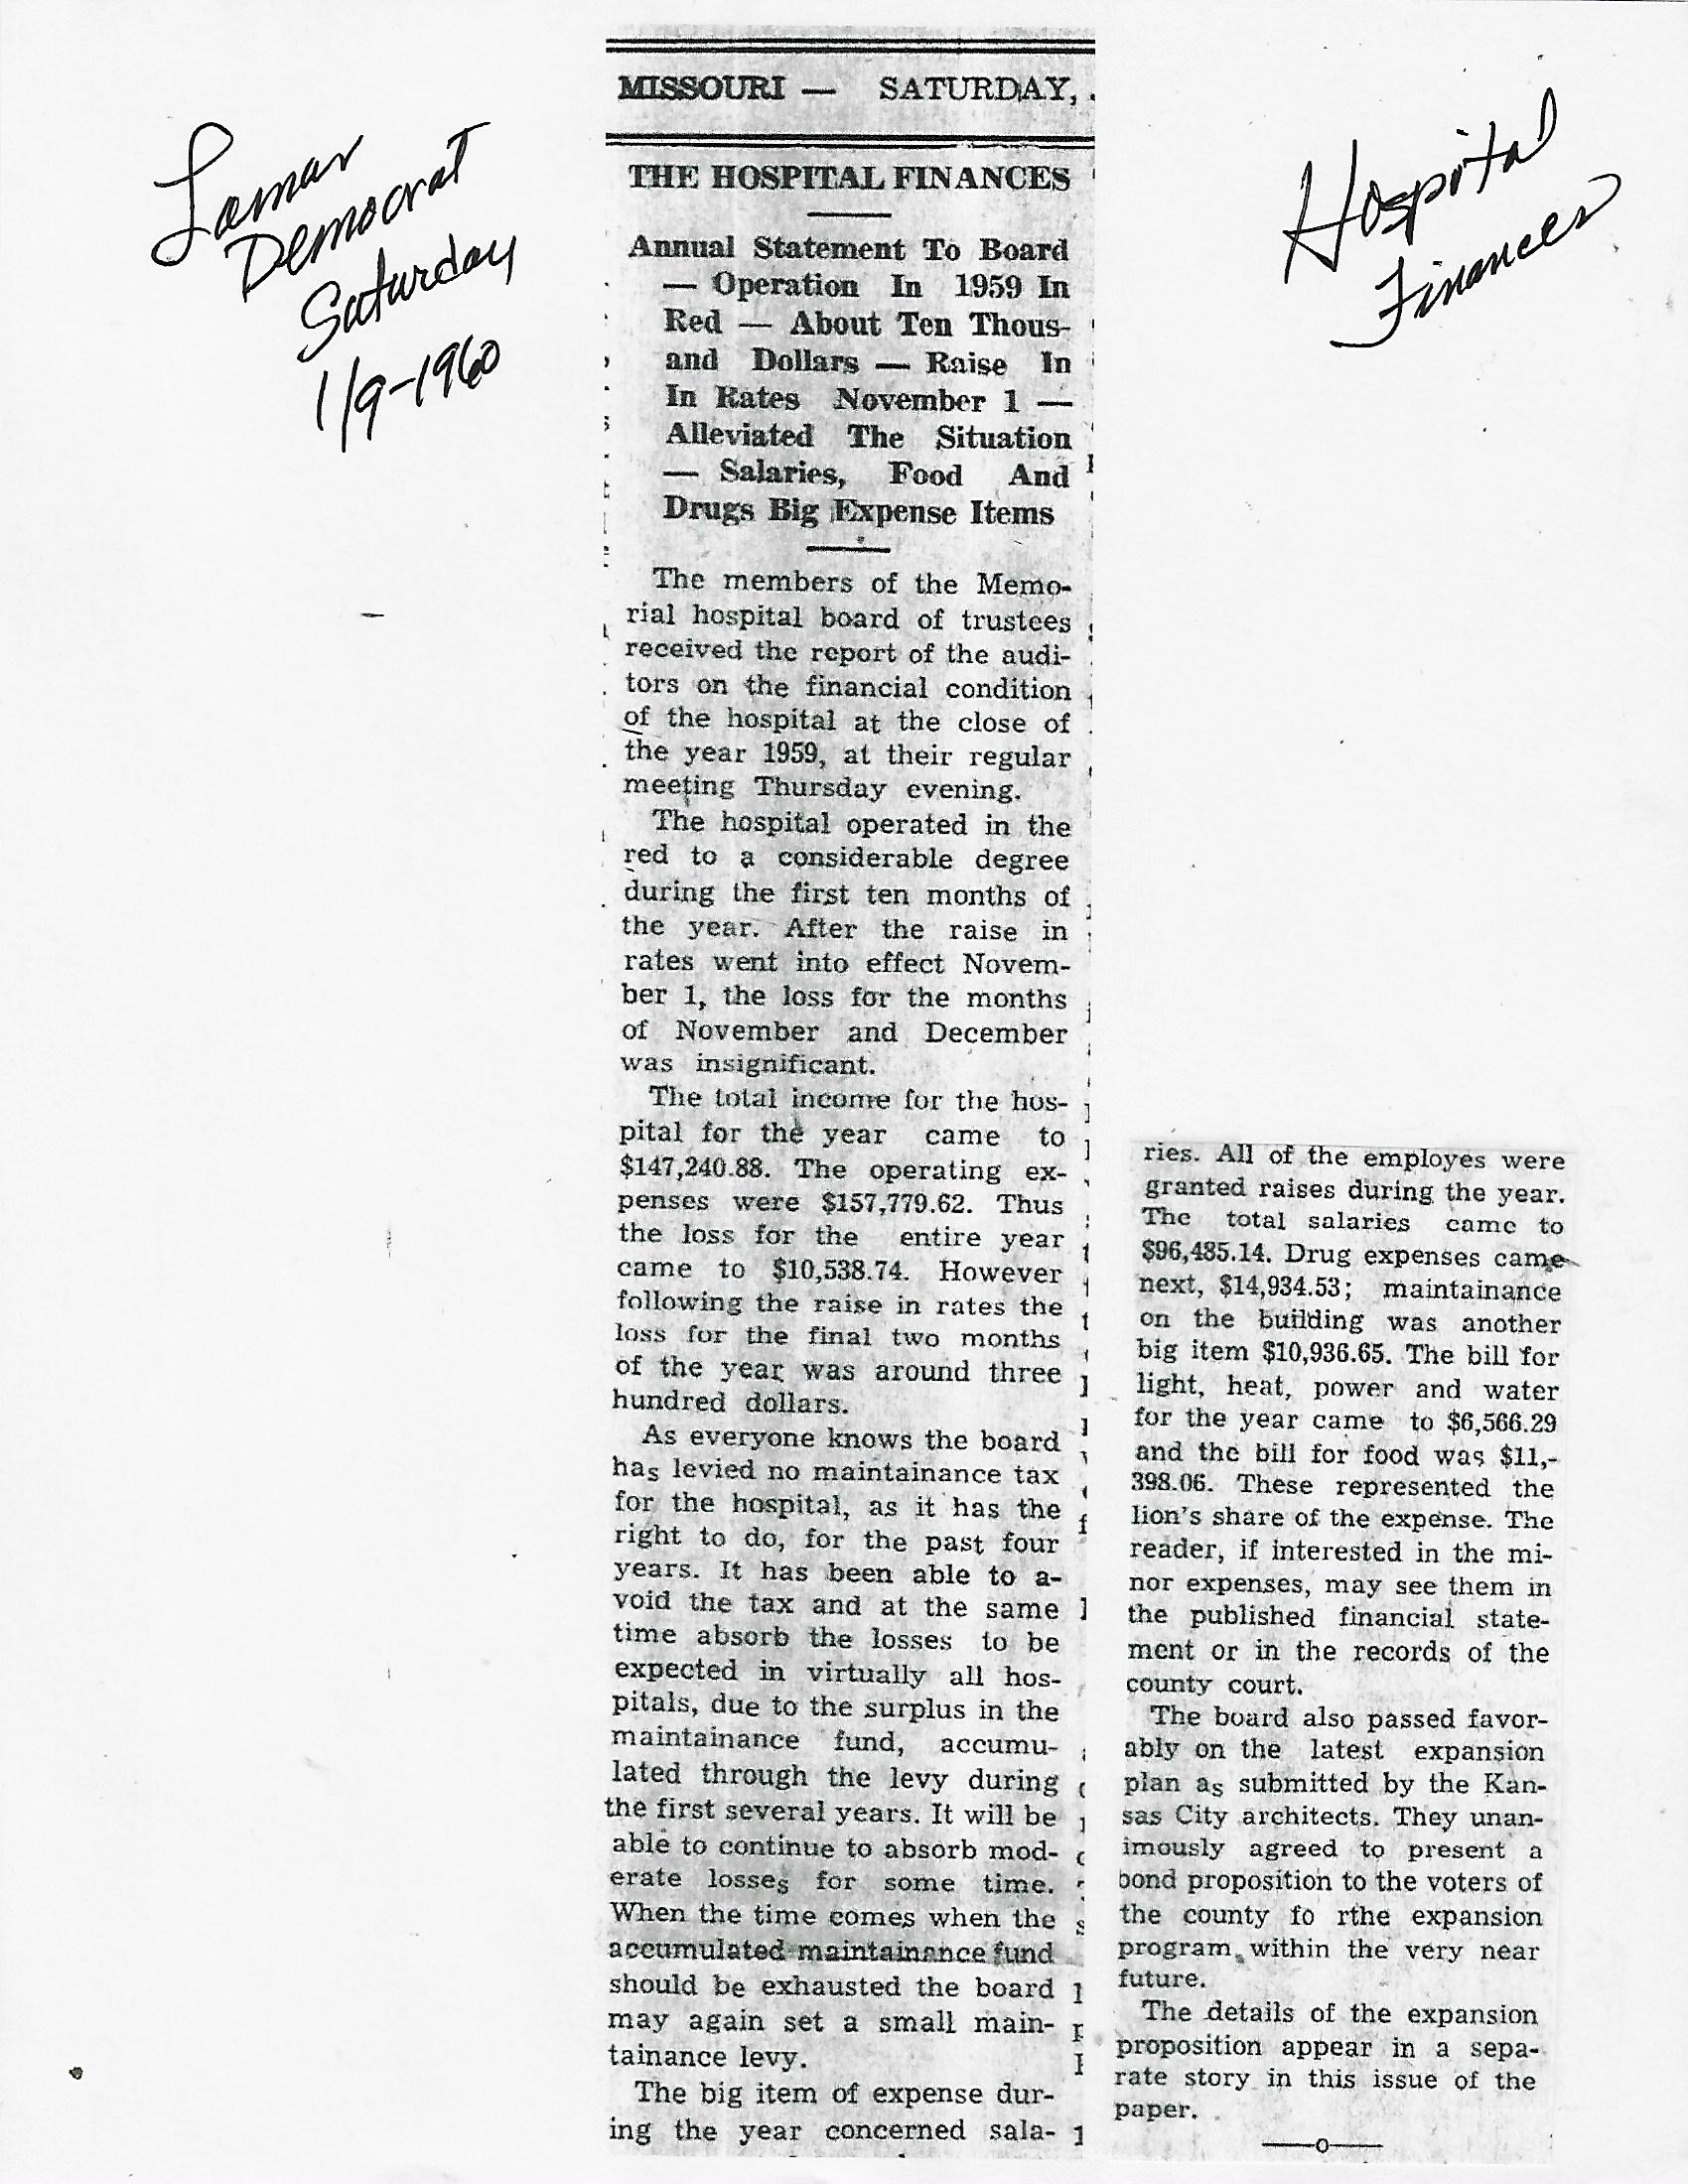 Lamar
Democrat
Saturday
1/9-1960
Hospital
Finances
MISSOURI — SATURDAY,
THE HOSPITAL FINANCES
Annual Statement To Board
— Operation In 1959 In
Red — About Ten Thous-
and Dollars — Raise In
In Rates November 1 —
Alleviated The Situation
— Salaries, Food And
Drugs Big Expense Items
The members of the Memo-
rial hospital board of trustees
received the report of the audi-
tors on the financial condition
of the hospital at the close of
the year 1959, at their regular
meeting Thursday evening.
The hospital operated in the
red to a considerable degree
during the first ten months of
the year. After the raise in
rates went into effect Novem-
ber 1, the loss for the months
of November and December
was insignificant.
The total income for the hos-
pital for the year came to
$147,240.88. The operating ex-
penses were $157,779.62. Thus
the loss for the entire year
came to $10,538.74. However
following the raise in rates the
loss for the final two months
of the year was around three
hundred dollars.
As everyone knows the board
has levied no maintainance tax
for the hospital, as it has the
right to do, for the past four
years. It has been able to a-
void the tax and at the same
time absorb the losses to be
expected in virtually all hos-
pitals, due to the surplus in the
maintainance fund, accumu-
lated through the levy during
the first several years. It will be
able to continue to absorb mod-
erate losses for some time.
When the time comes when the
accumulated maintainance fund
should be exhausted the board
may again set a small main-
tainance levy.
The big item of expense dur-
ing the year concerned sala-
ries. All of the employes were
granted raises during the year.
The total salaries came to
$96,485.14. Drug expenses came
next, $14,934.53; maintainance
on the building was another
big item $10,936.65. The bill for
light, heat, power and water
for the year came to $6,566.29
and the bill for food was $11,-
398.06. These represented the
lion's share of the expense. The
reader, if interested in the mi-
nor expenses, may see them in
the published financial state-
ment or in the records of the
county court.
The board also passed favor-
ably on the latest expansion
plan as submitted by the Kan-
sas City architects. They unan-
imously agreed to present a
bond proposition to the voters of
the county fo rthe expansion
program within the very near
future.
The details of the expansion
proposition appear in a sepa-
rate story in this issue of the
paper.
——o——